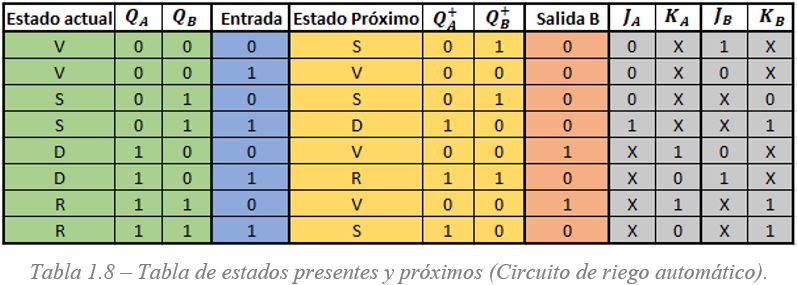 Estado actual Q_A Q_B Entrada Estado Próximo Q_A^+ Q_B^+ Salida B J_A K_A J_B K_B
V 0 0 0 S 0 1 0 0 X 1 X
V 0 0 1 V 0 0 0 0 X 0 X
S 0 1 0 S 0 1 0 0 X X 0
S 0 1 1 D 1 0 0 1 X X 1
D 1 0 0 V 0 0 1 X 1 0 X
D 1 0 1 R 1 1 0 X 0 1 X
R 1 1 0 V 0 0 1 X 1 X 1
R 1 1 1 S 1 0 0 X 0 X 1
Tabla 1.8 – Tabla de estados presentes y próximos (Circuito de riego automático).